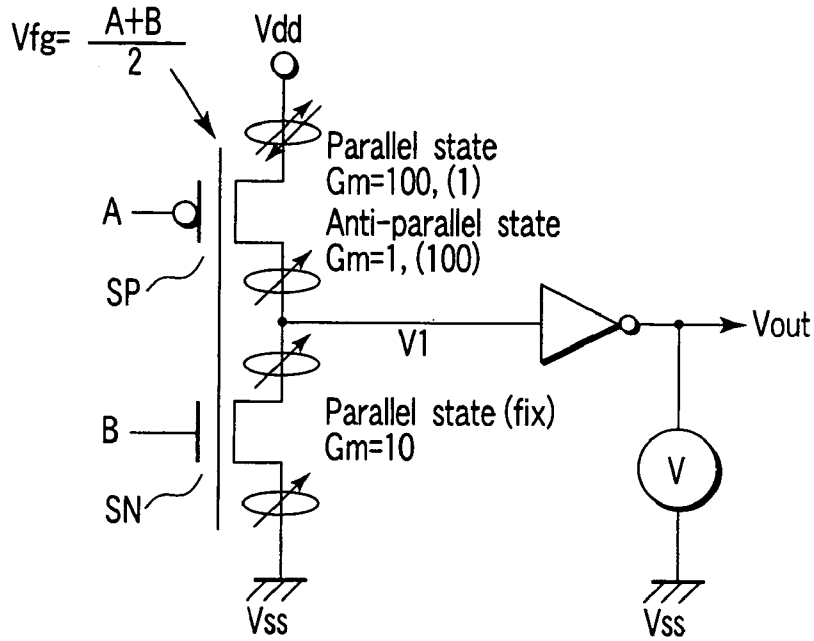 Vfg= A+B
2
Vdd
Parallel state
Gm=100, (1)
A
Anti-parallel state
Gm=1, (100)
SP
V1
Vout
B
Parallel state (fix)
Gm=10
V
SN
Vss
Vss